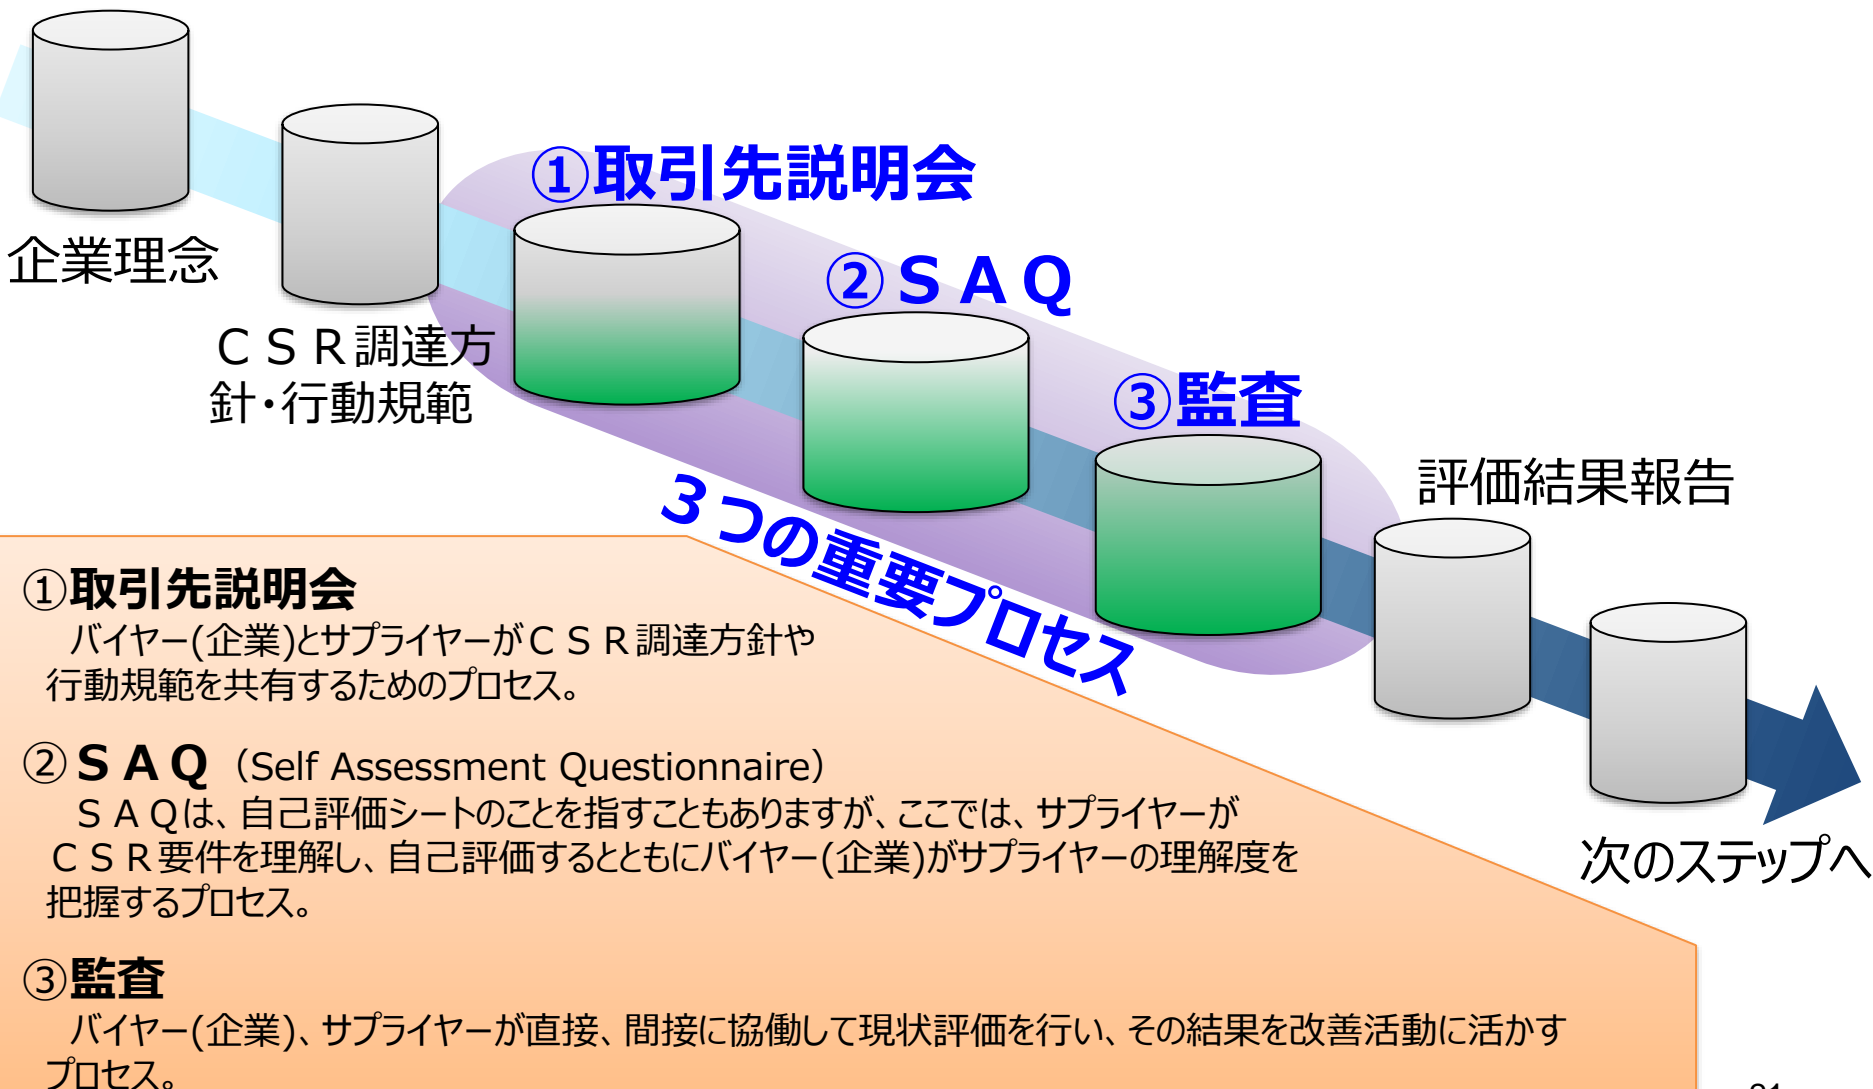 企業理念
ＣＳＲ調達方
針・行動規範
①取引先説明会
②ＳＡＱ
③監査
３つの重要プロセス
評価結果報告
次のステップへ
①取引先説明会
バイヤー(企業)とサプライヤーがＣＳＲ調達方針や
行動規範を共有するためのプロセス。
②ＳＡＱ（Self Assessment Questionnaire）
ＳＡＱは、自己評価シートのことを指すこともありますが、ここでは、サプライヤーが
ＣＳＲ要件を理解し、自己評価するとともにバイヤー(企業)がサプライヤーの理解度を
把握するプロセス。
③監査
バイヤー(企業)、サプライヤーが直接、間接に協働して現状評価を行い、その結果を改善活動に活かす
プロセス。